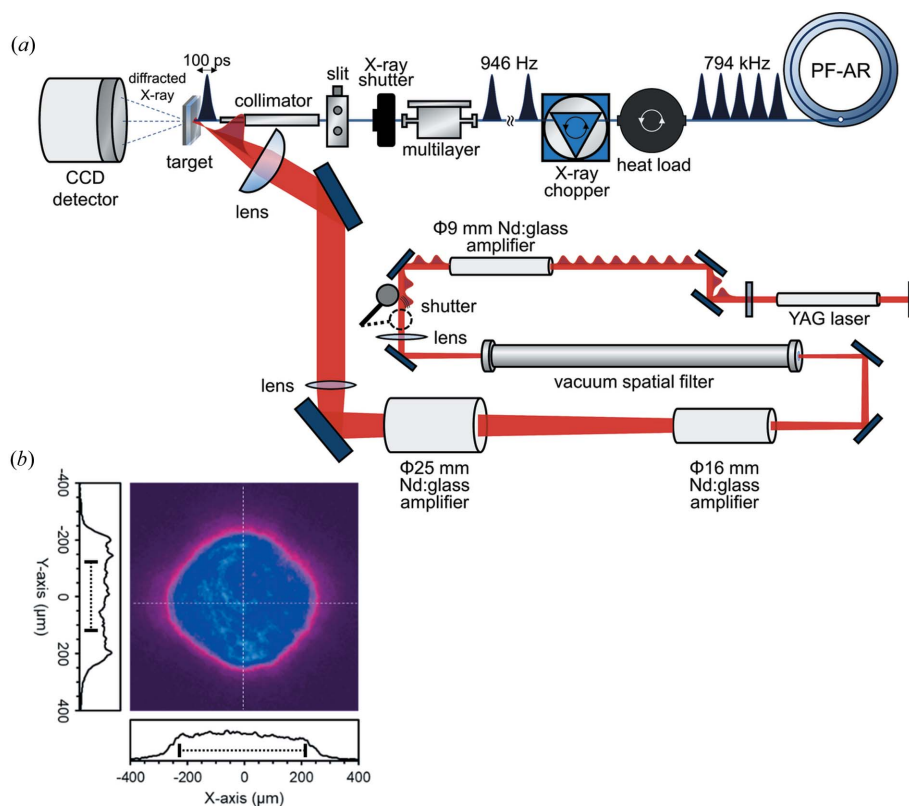 (a)
100 ps
diffracted
X-ray
collimator
slit
X-ray
shutter
946 Hz
794 kHz
PF-AR
target
multilayer
X-ray
chopper
heat load
CCD
detector
lens
Φ9 mm Nd:glass
amplifier
shutter
lens
YAG laser
vacuum spatial filter
lens
Φ25 mm
Nd:glass
amplifier
Φ16 mm
Nd:glass
amplifier
(b)
-400
-200
0
200
400
Y-axis (μm)
-400
-200
0
200
400
X-axis (μm)